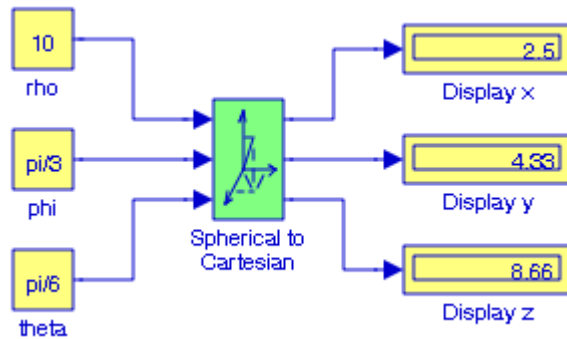 10
rho
pi/3
phi
pi/6
theta
Spherical to
Cartesian
2.5
Display x
4.33
Display y
8.66
Display z